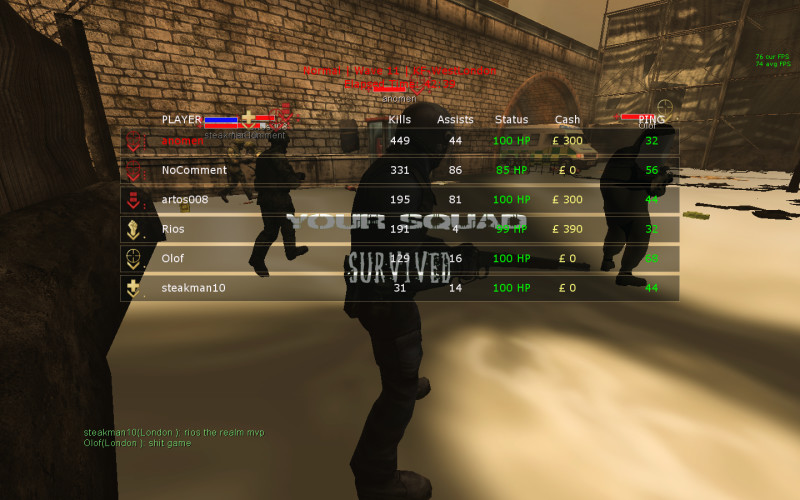 76 cur FPS
74 avg FPS
anomen
PLAYER Kills Assists Status Cash PING
Olof
anomen 449 44 100 HP £ 300 32
NoComment 331 86 85 HP £ 0 56
artos008 195 81 100 HP £ 300 44
YOUR SQUAD
Rios 191 4 99 HP £ 390 32
Olof 129 16 100 HP £ 0 68
SURVIVED
steakman10 31 14 100 HP £ 0 44
steakman10(London ): rios the realm mvp
Olof(London ): shit game